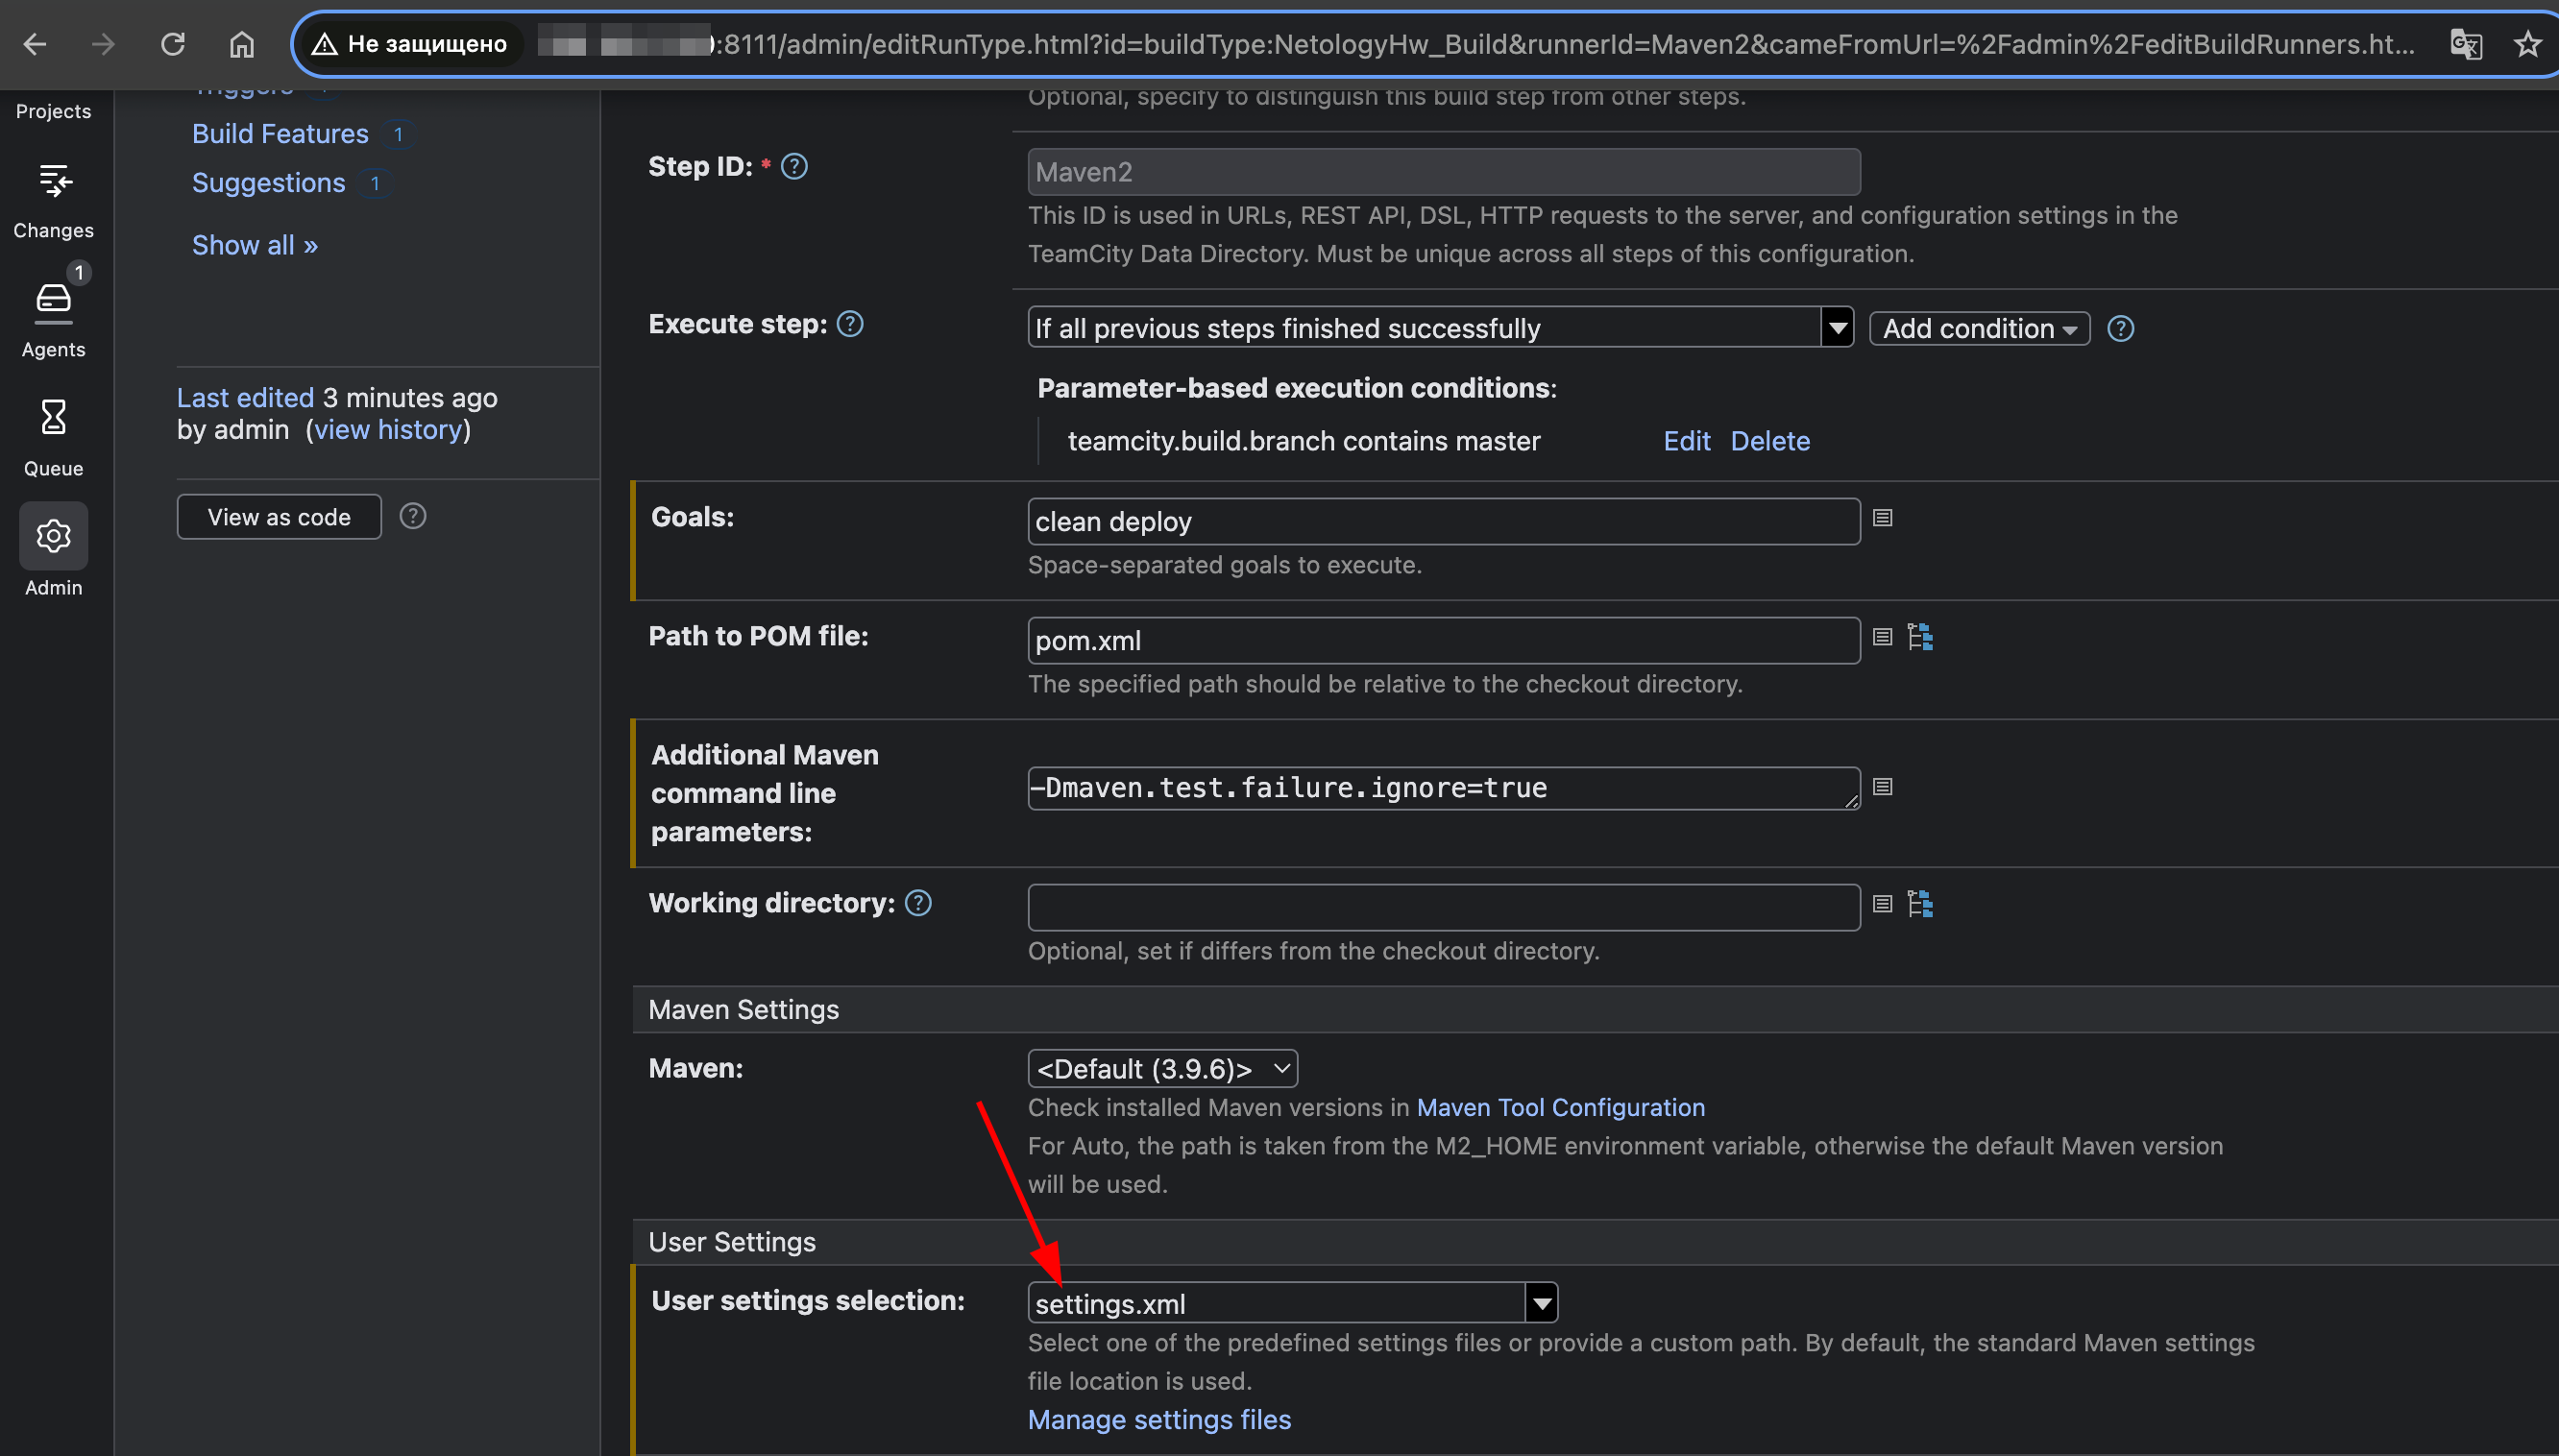 Не защищено
:8111/admin/editRunType.html?id=buildType:NetologyHw_Build&runnerId=Maven2&cameFromUrl=%2Fadmin%2FeditBuildRunners.ht...
Projects
Changes
1
Agents
Queue
Admin
Triggers
Build Features 1
Suggestions 1
Show all »
Last edited 3 minutes ago
by admin (view history)
View as code
Optional, specify to distinguish this build step from other steps.
Step ID: *
Maven2
This ID is used in URLs, REST API, DSL, HTTP requests to the server, and configuration settings in the
TeamCity Data Directory. Must be unique across all steps of this configuration.
Execute step:
If all previous steps finished successfully
Add condition
Parameter-based execution conditions:
teamcity.build.branch contains master Edit Delete
Goals:
clean deploy
Space-separated goals to execute.
Path to POM file:
pom.xml
The specified path should be relative to the checkout directory.
Additional Maven
command line
parameters:
-Dmaven.test.failure.ignore=true
Working directory:
Optional, set if differs from the checkout directory.
Maven Settings
Maven:
<Default (3.9.6)>
Check installed Maven versions in Maven Tool Configuration
For Auto, the path is taken from the M2_HOME environment variable, otherwise the default Maven version
will be used.
User Settings
User settings selection:
settings.xml
Select one of the predefined settings files or provide a custom path. By default, the standard Maven settings
file location is used.
Manage settings files